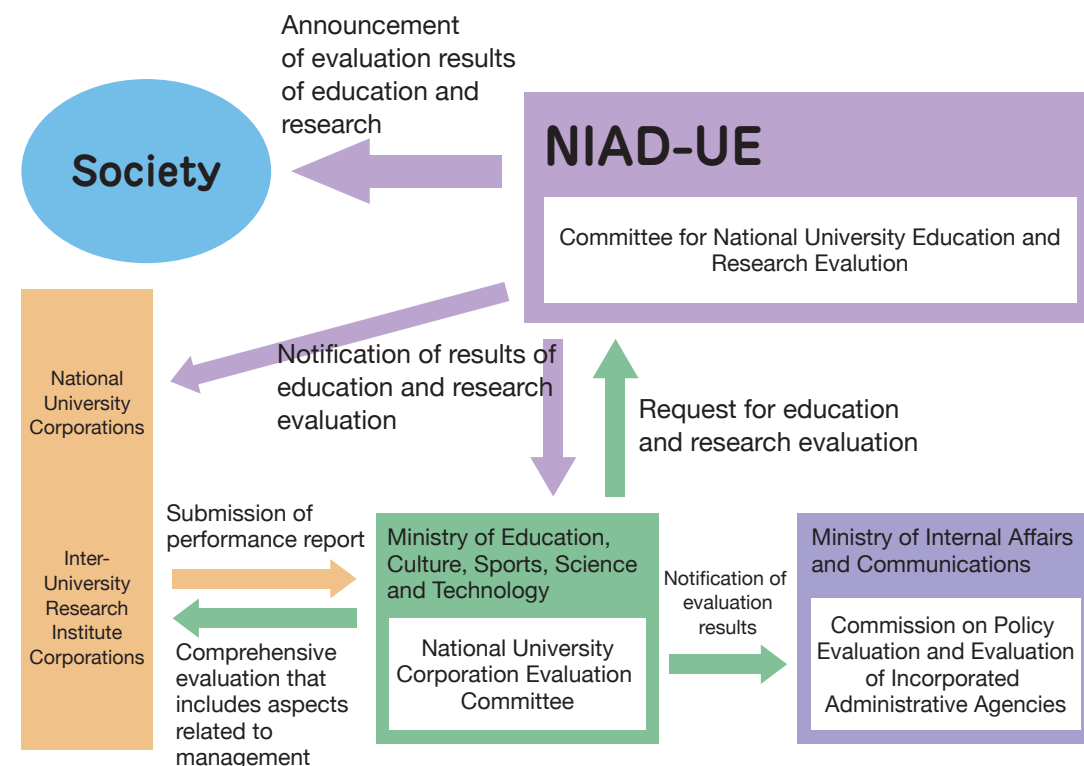 Announcement
of evaluation results
of education and
research
Society
NIAD-UE
Committee for National University Education and
Research Evalution
National
University
Corporations
Notification of results of
education and research
evaluation
Request for education
and research evaluation
Inter-
University
Research
Institute
Corporations
Submission of
performance report
Comprehensive
evaluation that
includes aspects
related to
management
Ministry of Education,
Culture, Sports, Science
and Technology
National University
Corporation Evaluation
Committee
Notification of
evaluation
results
Ministry of Internal Affairs
and Communications
Commission on Policy
Evaluation and Evaluation
of Incorporated
Administrative Agencies